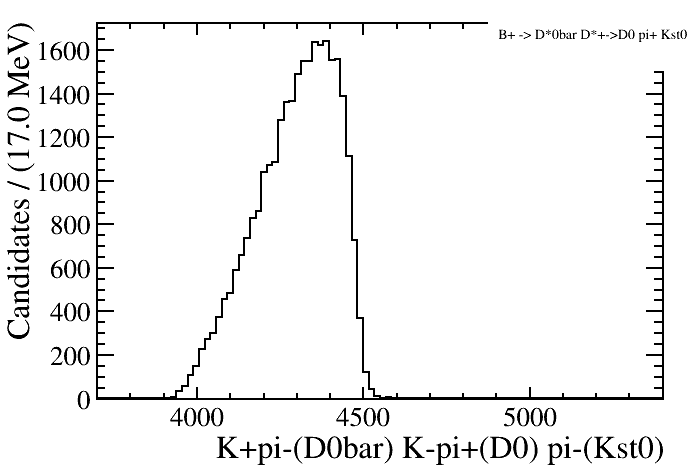 B+ -> D*0bar D*+->D0 pi+ Kst0
Candidates / (17.0 MeV)
1600
1400
1200
1000
800
600
400
200
0
4000 4500 5000
K+pi-(D0bar) K-pi+(D0) pi-(Kst0)